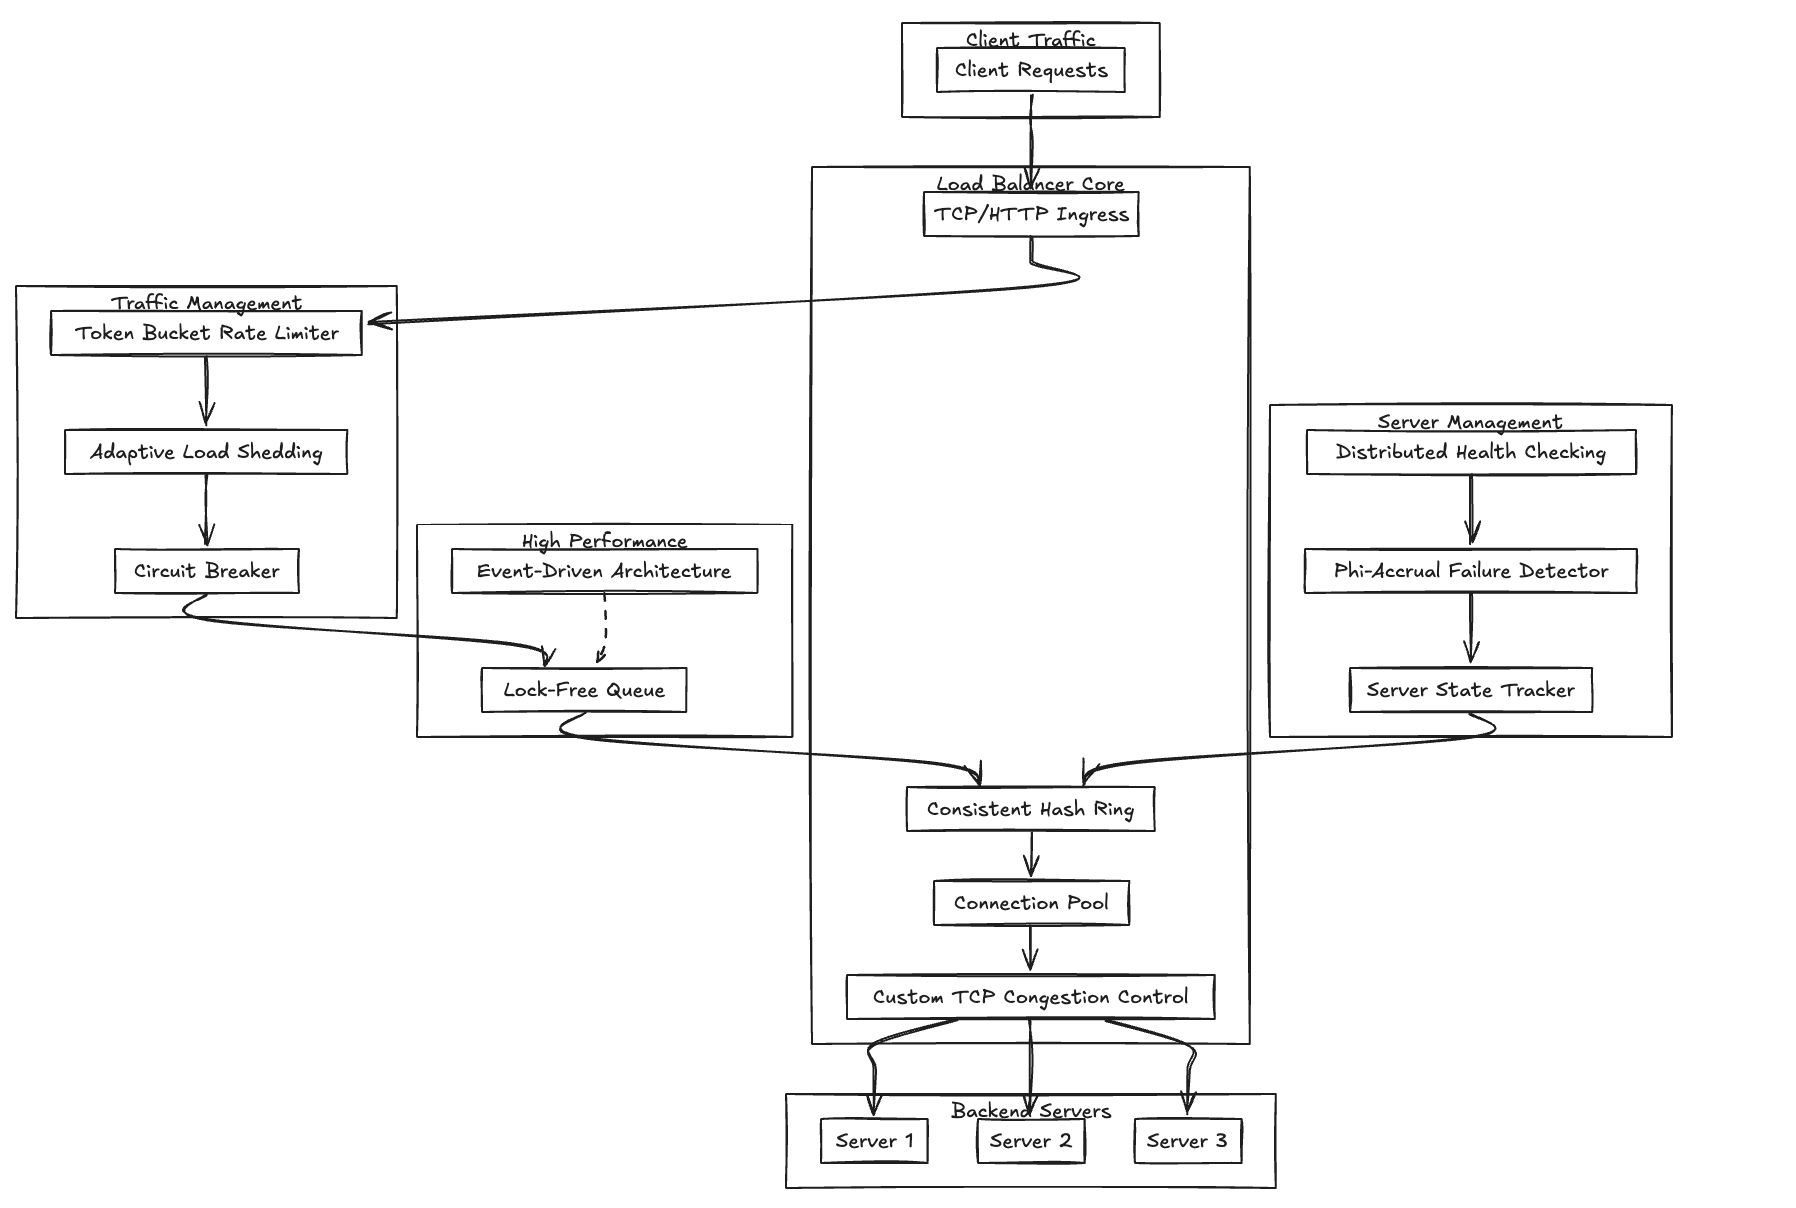 Client Traffic
Client Requests
Load Balancer Core
TCP/HTTP Ingress
Traffic Management
Token Bucket Rate Limiter
Adaptive Load Shedding
Circuit Breaker
High Performance
Event-Driven Architecture
Lock-Free Queue
Server Management
Distributed Health Checking
Phi-Accrual Failure Detector
Server State Tracker
Consistent Hash Ring
Connection Pool
Custom TCP Congestion Control
Backend Servers
Server 1
Server 2
Server 3